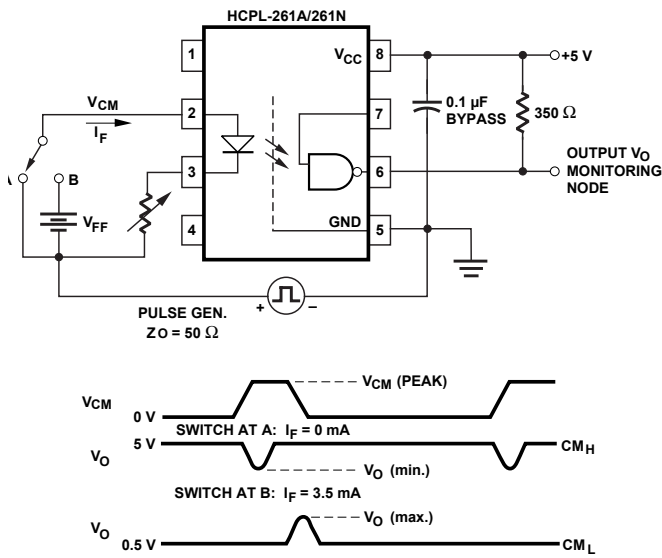 HCPL-261A/261N
1
V_CC 8
+5 V
V_CM
0.1 µF
BYPASS
350 Ω
2
7
I_F
B
3
6
OUTPUT V_O
MONITORING
NODE
V_FF
4
GND
5
+ –
PULSE GEN.
Z_O = 50 Ω
V_CM (PEAK)
V_CM
0 V
SWITCH AT A: I_F = 0 mA
5 V
CM_H
V_O
V_O (min.)
SWITCH AT B: I_F = 3.5 mA
V_O (max.)
V_O
0.5 V
CM_L